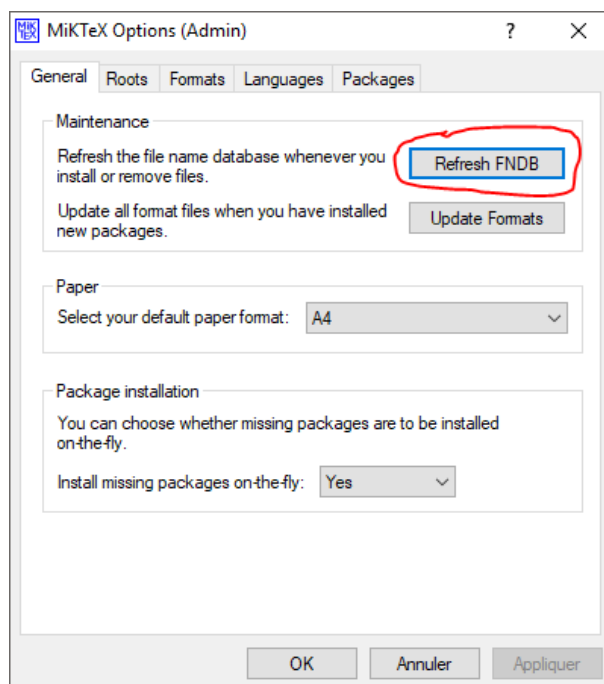 MiKTeX Options (Admin)
General Roots Formats Languages Packages
Maintenance
Refresh the file name database whenever you
install or remove files.
Refresh FNDB
Update all format files when you have installed
new packages.
Update Formats
Paper
Select your default paper format: A4
Package installation
You can choose whether missing packages are to be installed
on-the-fly.
Install missing packages on-the-fly: Yes
OK Annuler Appliquer